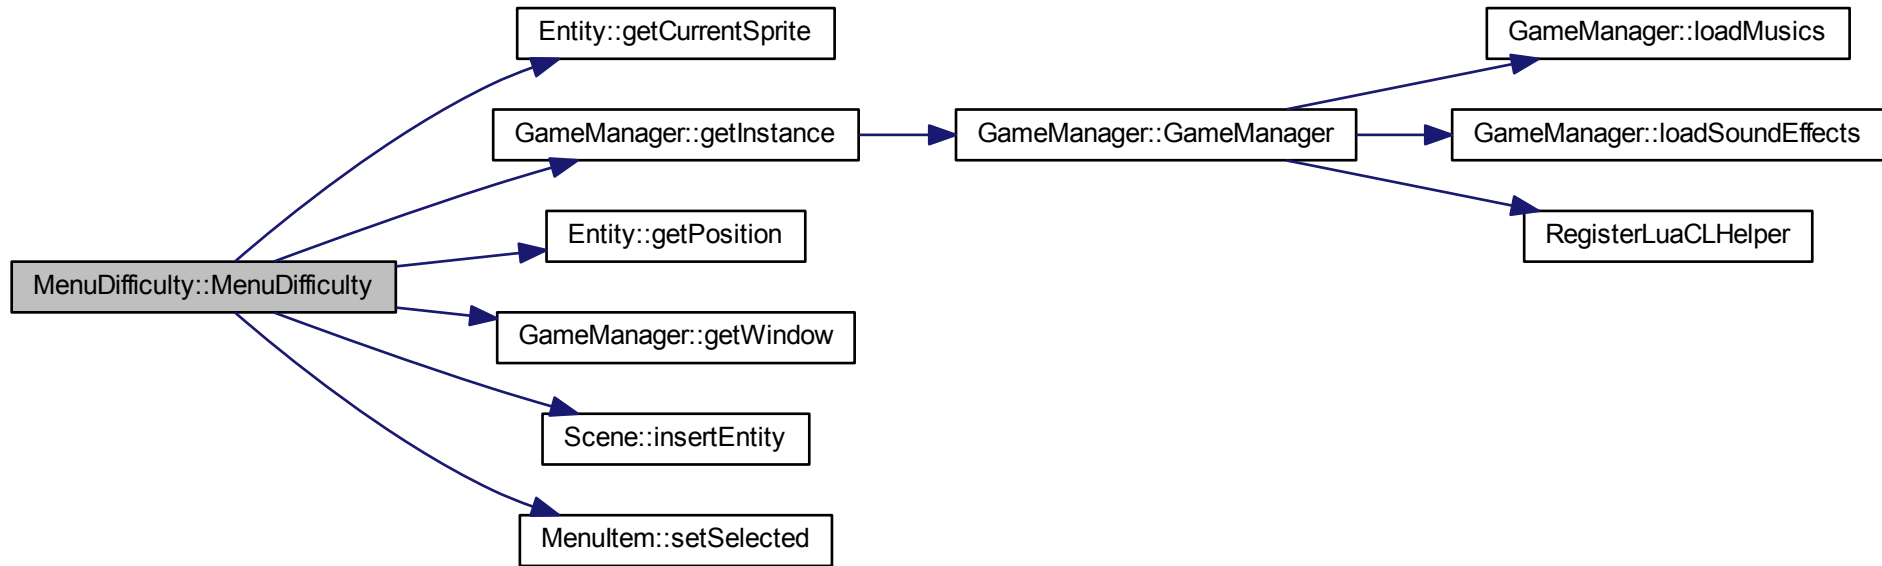 Entity::getCurrentSprite
GameManager::loadMusics
GameManager::getInstance
GameManager::GameManager
GameManager::loadSoundEffects
Entity::getPosition
RegisterLuaCLHelper
MenuDifficulty::MenuDifficulty
GameManager::getWindow
Scene::insertEntity
MenuItem::setSelected